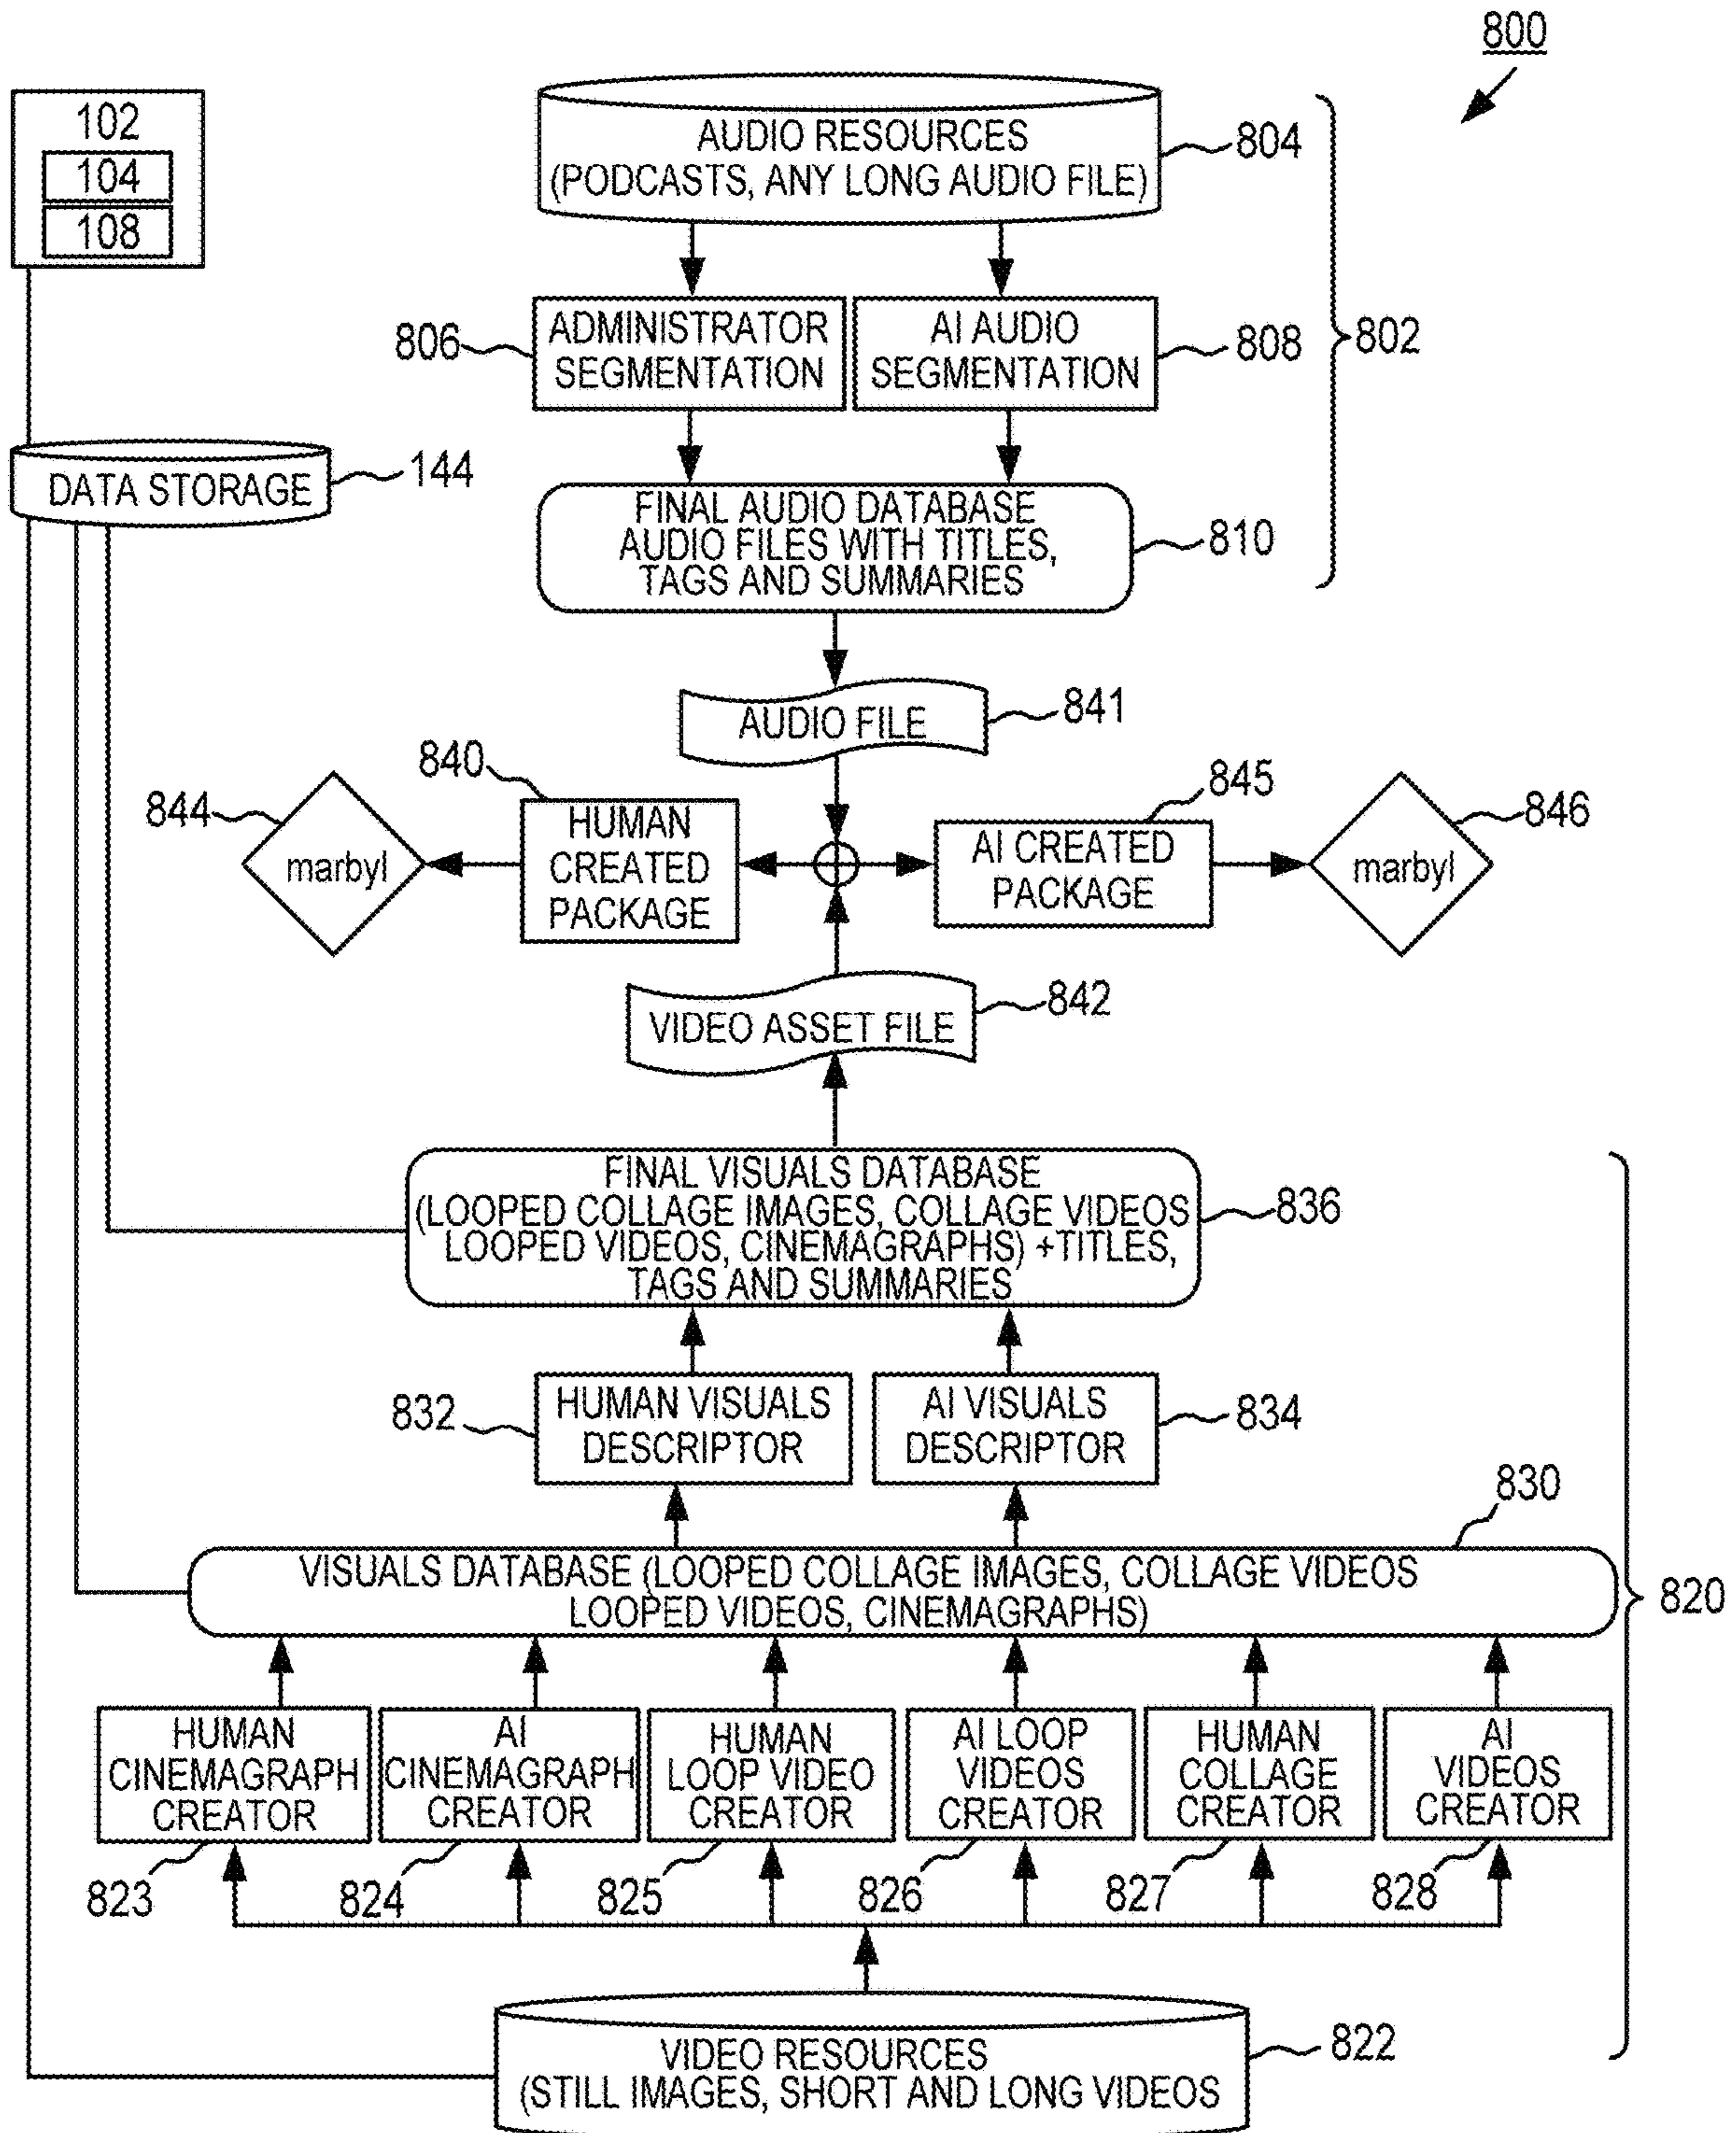 800
102
104
108
AUDIO RESOURCES
(PODCASTS, ANY LONG AUDIO FILE)
804
802
806
ADMINISTRATOR
SEGMENTATION
AI AUDIO
SEGMENTATION
808
DATA STORAGE
144
FINAL AUDIO DATABASE
AUDIO FILES WITH TITLES,
TAGS AND SUMMARIES
810
AUDIO FILE
841
844
marbyl
840
HUMAN
CREATED
PACKAGE
845
AI CREATED
PACKAGE
846
marbyl
VIDEO ASSET FILE
842
FINAL VISUALS DATABASE
(LOOPED COLLAGE IMAGES, COLLAGE VIDEOS
LOOPED VIDEOS, CINEMAGRAPHS) +TITLES,
TAGS AND SUMMARIES
836
832
HUMAN VISUALS
DESCRIPTOR
AI VISUALS
DESCRIPTOR
834
830
VISUALS DATABASE (LOOPED COLLAGE IMAGES, COLLAGE VIDEOS
LOOPED VIDEOS, CINEMAGRAPHS)
820
HUMAN
CINEMAGRAPH
CREATOR
AI
CINEMAGRAPH
CREATOR
HUMAN
LOOP VIDEO
CREATOR
AI LOOP
VIDEOS
CREATOR
HUMAN
COLLAGE
CREATOR
AI
VIDEOS
CREATOR
823
824
825
826
827
828
VIDEO RESOURCES
(STILL IMAGES, SHORT AND LONG VIDEOS
822